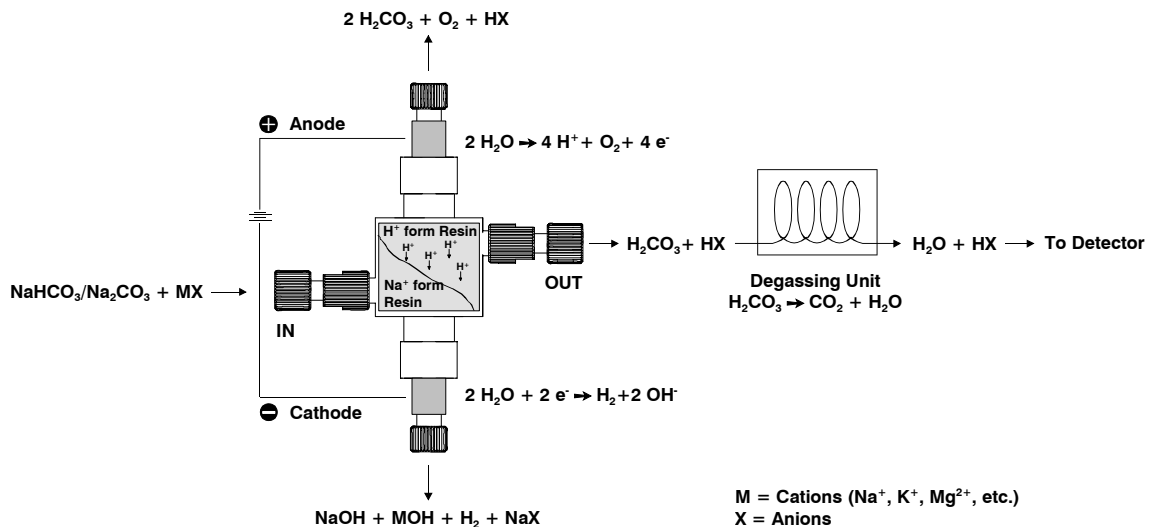 2 H₂CO₃ + O₂ + HX
+ Anode
2 H₂O → 4 H⁺ + O₂ + 4 e⁻
H⁺ form Resin
H⁺
H⁺
H⁺
H⁺
Na⁺ form
Resin
OUT
H₂CO₃ + HX
H₂O + HX
To Detector
Degassing Unit
H₂CO₃ → CO₂ + H₂O
NaHCO₃/Na₂CO₃ + MX
IN
2 H₂O + 2 e⁻ → H₂+2 OH⁻
− Cathode
NaOH + MOH + H₂ + NaX
M = Cations (Na⁺, K⁺, Mg²⁺, etc.)
X = Anions